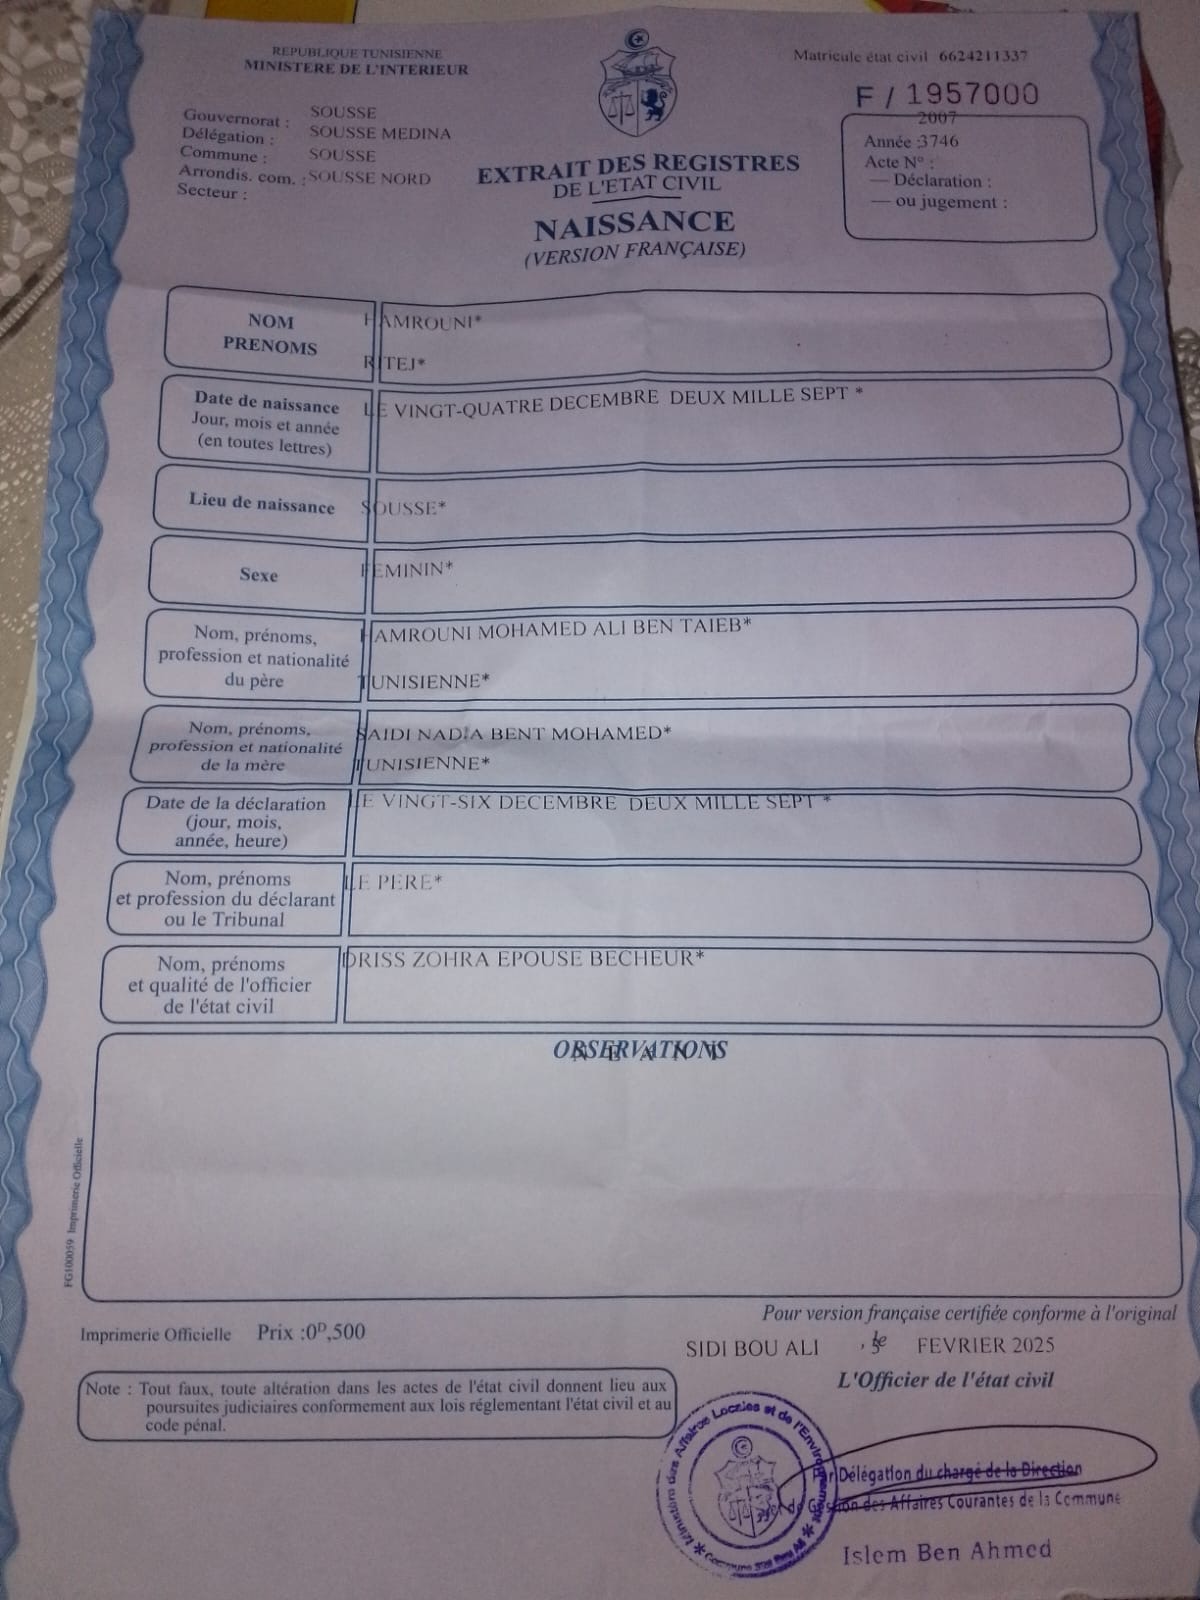 REPUBLIQUE TUNISIENNE
MINISTERE DE L'INTERIEUR
Gouvernorat : SOUSSE
Délégation : SOUSSE MEDINA
Commune : SOUSSE
Arrondis. com. : SOUSSE NORD
Secteur :
EXTRAIT DES REGISTRES
DE L'ETAT CIVIL
NAISSANCE
(VERSION FRANÇAISE)
Matricule état civil 6624211337
F / 1957000
2007
Année :3746
Acte N° :
— Déclaration :
— ou jugement :
NOM HAMROUNI*
PRENOMS RITEJ*
Date de naissance LE VINGT-QUATRE DECEMBRE DEUX MILLE SEPT *
Jour, mois et année
(en toutes lettres)
Lieu de naissance SOUSSE*
Sexe FEMININ*
Nom, prénoms, HAMROUNI MOHAMED ALI BEN TAIEB*
profession et nationalité
du père TUNISIENNE*
Nom, prénoms, SAIDI NADIA BENT MOHAMED*
profession et nationalité
de la mère TUNISIENNE*
Date de la déclaration LE VINGT-SIX DECEMBRE DEUX MILLE SEPT *
(jour, mois,
année, heure)
Nom, prénoms LE PERE*
et profession du déclarant
ou le Tribunal
Nom, prénoms DRISS ZOHRA EPOUSE BECHEUR*
et qualité de l'officier
de l'état civil
OBSERVATIONS
N E A N T
FG100059 Imprimerie Officielle
Pour version française certifiée conforme à l'original
Imprimerie Officielle Prix :0D,500
SIDI BOU ALI , le FEVRIER 2025
L'Officier de l'état civil
Note : Tout faux, toute altération dans les actes de l'état civil donnent lieu aux
poursuites judiciaires conformement aux lois réglementant l'état civil et au
code pénal.
Ministère des Affaires Locales et de l'Environnement
Par Délégation du chargé de la Direction
de Gestion des Affaires Courantes de la Commune
Islem Ben Ahmed